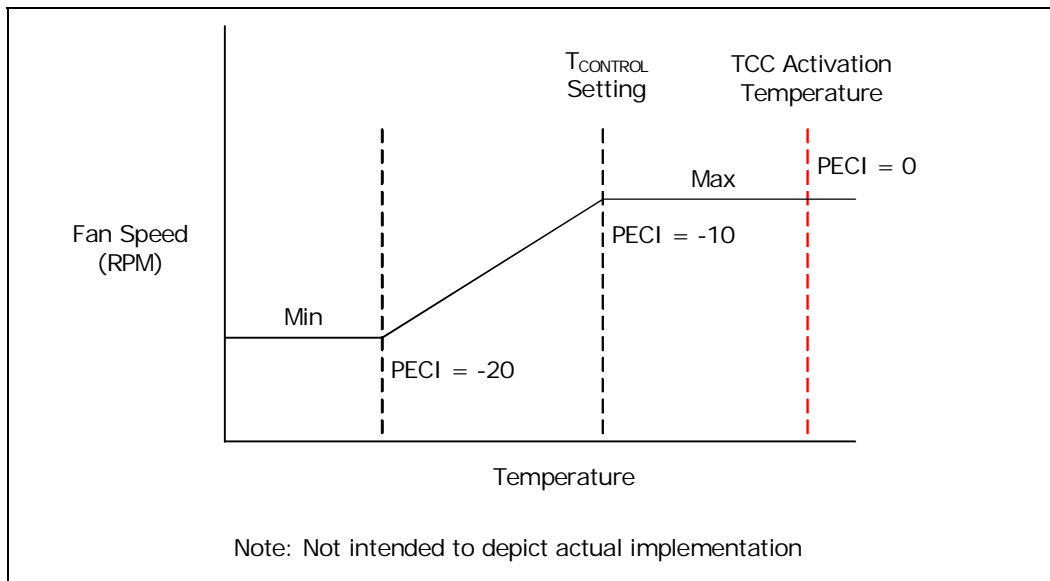 TCONTROL
Setting
TCC Activation
Temperature
PECI = 0
Max
Fan Speed
(RPM)
PECI = -10
Min
PECI = -20
Temperature
Note: Not intended to depict actual implementation